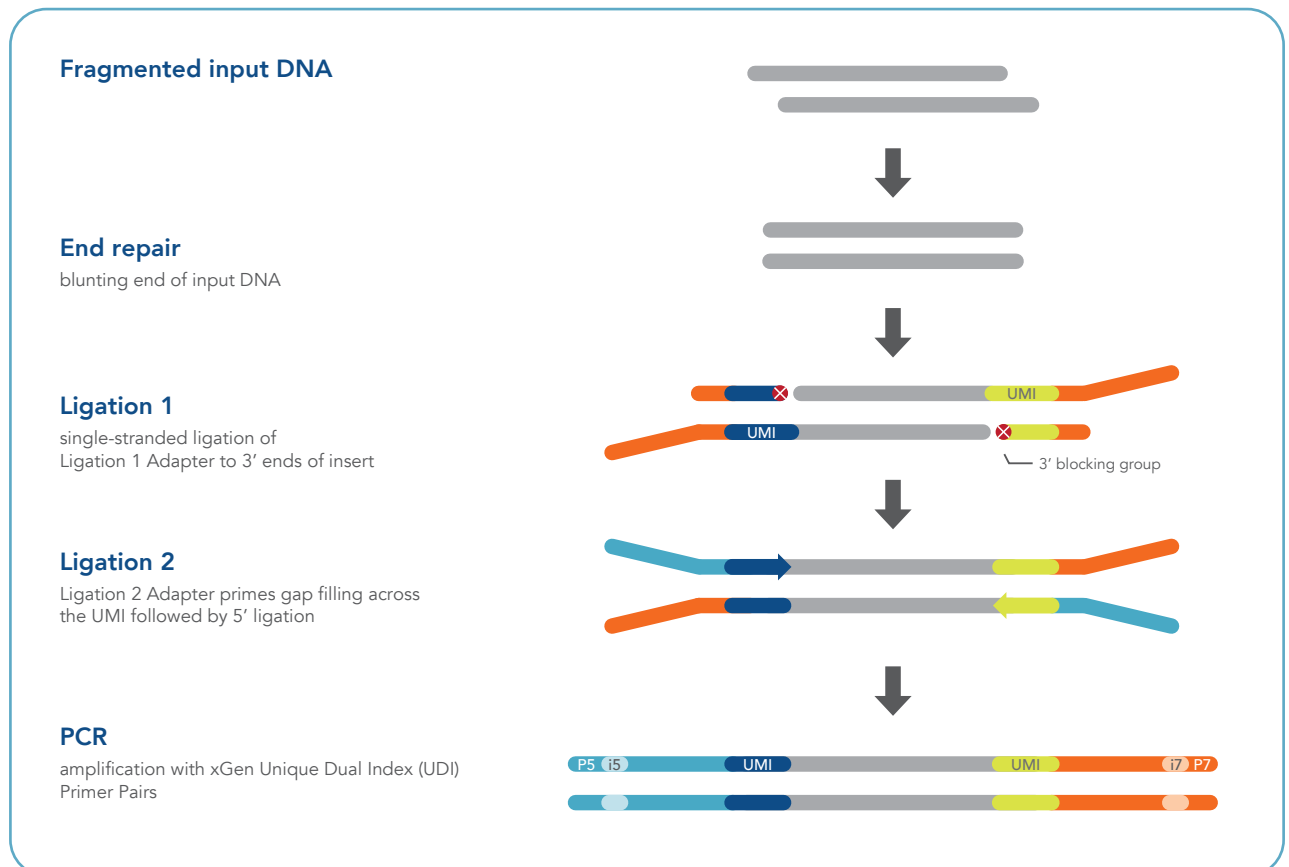 Fragmented input DNA
End repair
blunting end of input DNA
Ligation 1
single-stranded ligation of
Ligation 1 Adapter to 3’ ends of insert
UMI
UMI
3’ blocking group
Ligation 2
Ligation 2 Adapter primes gap filling across
the UMI followed by 5’ ligation
PCR
amplification with xGen Unique Dual Index (UDI)
Primer Pairs
P5 i5 UMI UMI i7 P7